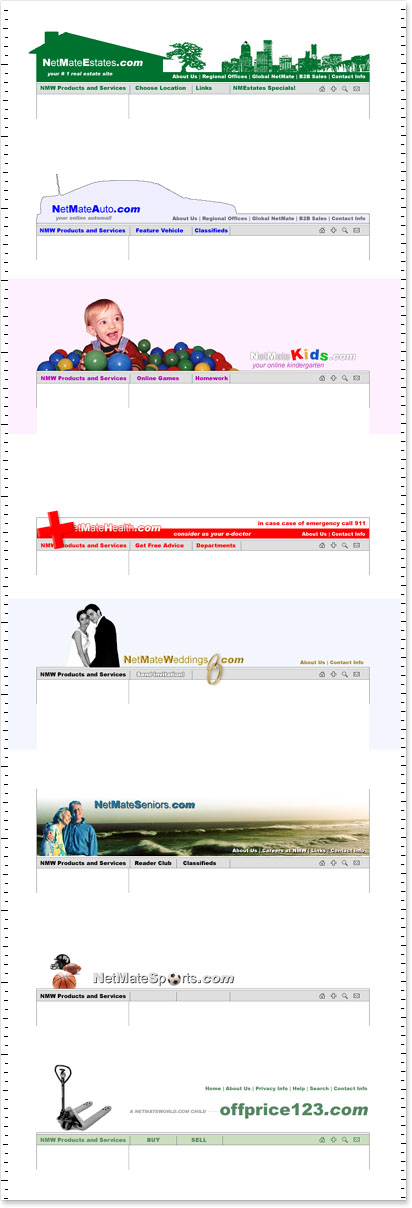 NetMateEstates.com
your # 1 real estate site
About Us | Regional Offices | Global NetMate | B2B Sales | Contact Info
NMW Products and Services Choose Location Links NMEstates Specials!
NetMateAuto.com
your online automall
About Us | Regional Offices | Global NetMate | B2B Sales | Contact Info
NMW Products and Services Feature Vehicle Classifieds
NetMateKids.com
your online kindergarten
NMW Products and Services Online Games Homework
in case case of emergency call 911
NetMateHealth.com
consider us your e-doctor About Us | Contact Info
NMW Products and Services Get Free Advice Departments
NetMateWeddings.com
About Us | Contact Info
NMW Products and Services Send Invitation!
NetMateSeniors.com
About Us | Careers at NMW | Links | Contact Info
NMW Products and Services Reader Club Classifieds
NetMateSports.com
NMW Products and Services
Home | About Us | Privacy Info | Help | Search | Contact Info
A NETMATEWORLD.COM CHILD offprice123.com
NMW Products and Services BUY SELL